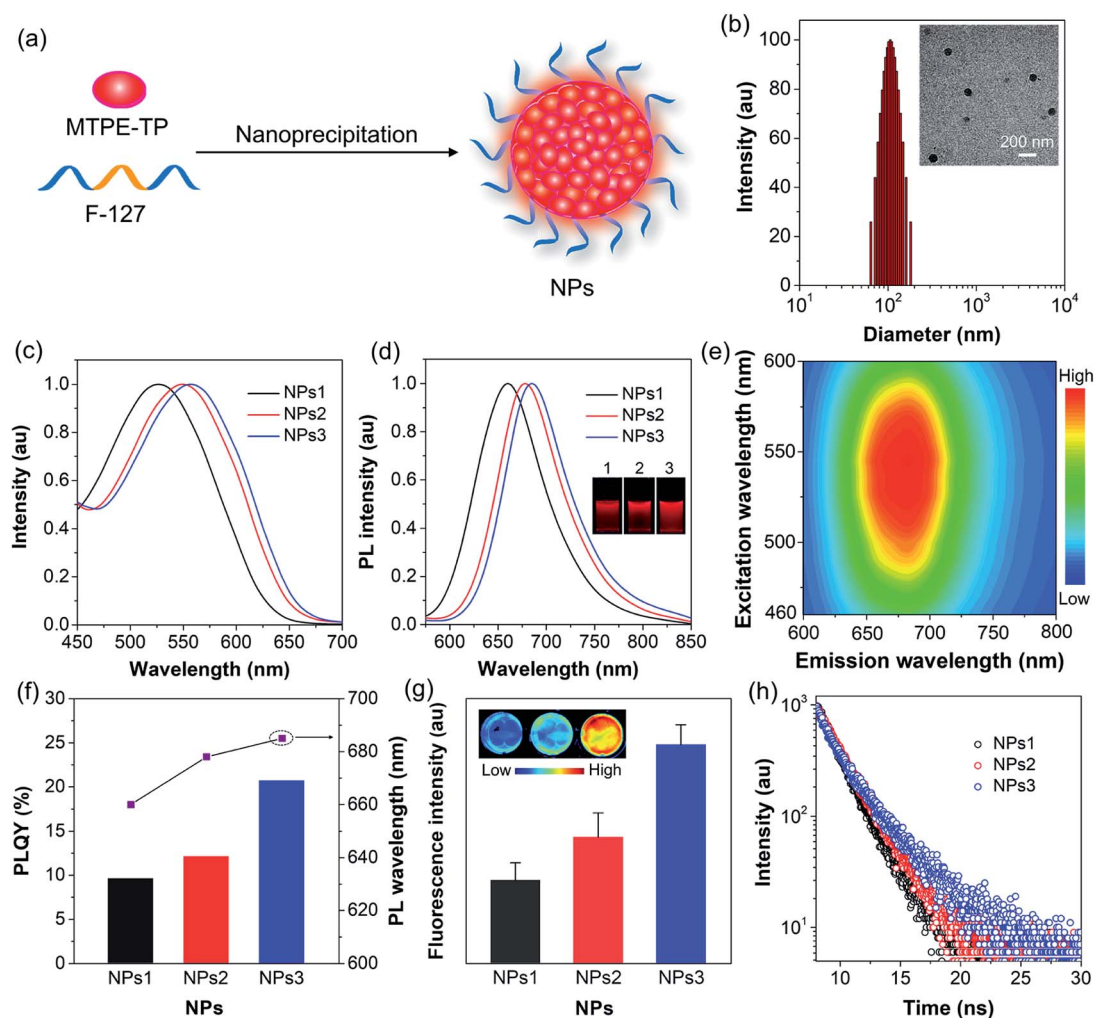 (a)
MTPE-TP
F-127
Nanoprecipitation
NPs
(b)
Intensity (au)
100
80
60
40
20
0
10¹ 10² 10³ 10⁴
Diameter (nm)
200 nm
(c)
Intensity (au)
1.0
0.8
0.6
0.4
0.2
0.0
NPs1
NPs2
NPs3
450 500 550 600 650 700
Wavelength (nm)
(d)
PL intensity (au)
1.0
0.8
0.6
0.4
0.2
0.0
NPs1
NPs2
NPs3
1 2 3
600 650 700 750 800 850
Wavelength (nm)
(e)
Excitation wavelength (nm)
600
550
500
460
600 650 700 750 800
Emission wavelength (nm)
High
Low
(f)
PLQY (%)
30
25
20
15
10
5
0
NPs1 NPs2 NPs3
NPs
700
680
660
640
620
600
PL wavelength (nm)
(g)
Fluorescence intensity (au)
Low High
NPs1 NPs2 NPs3
NPs
(h)
Intensity (au)
10³
10²
10¹
NPs1
NPs2
NPs3
10 15 20 25 30
Time (ns)